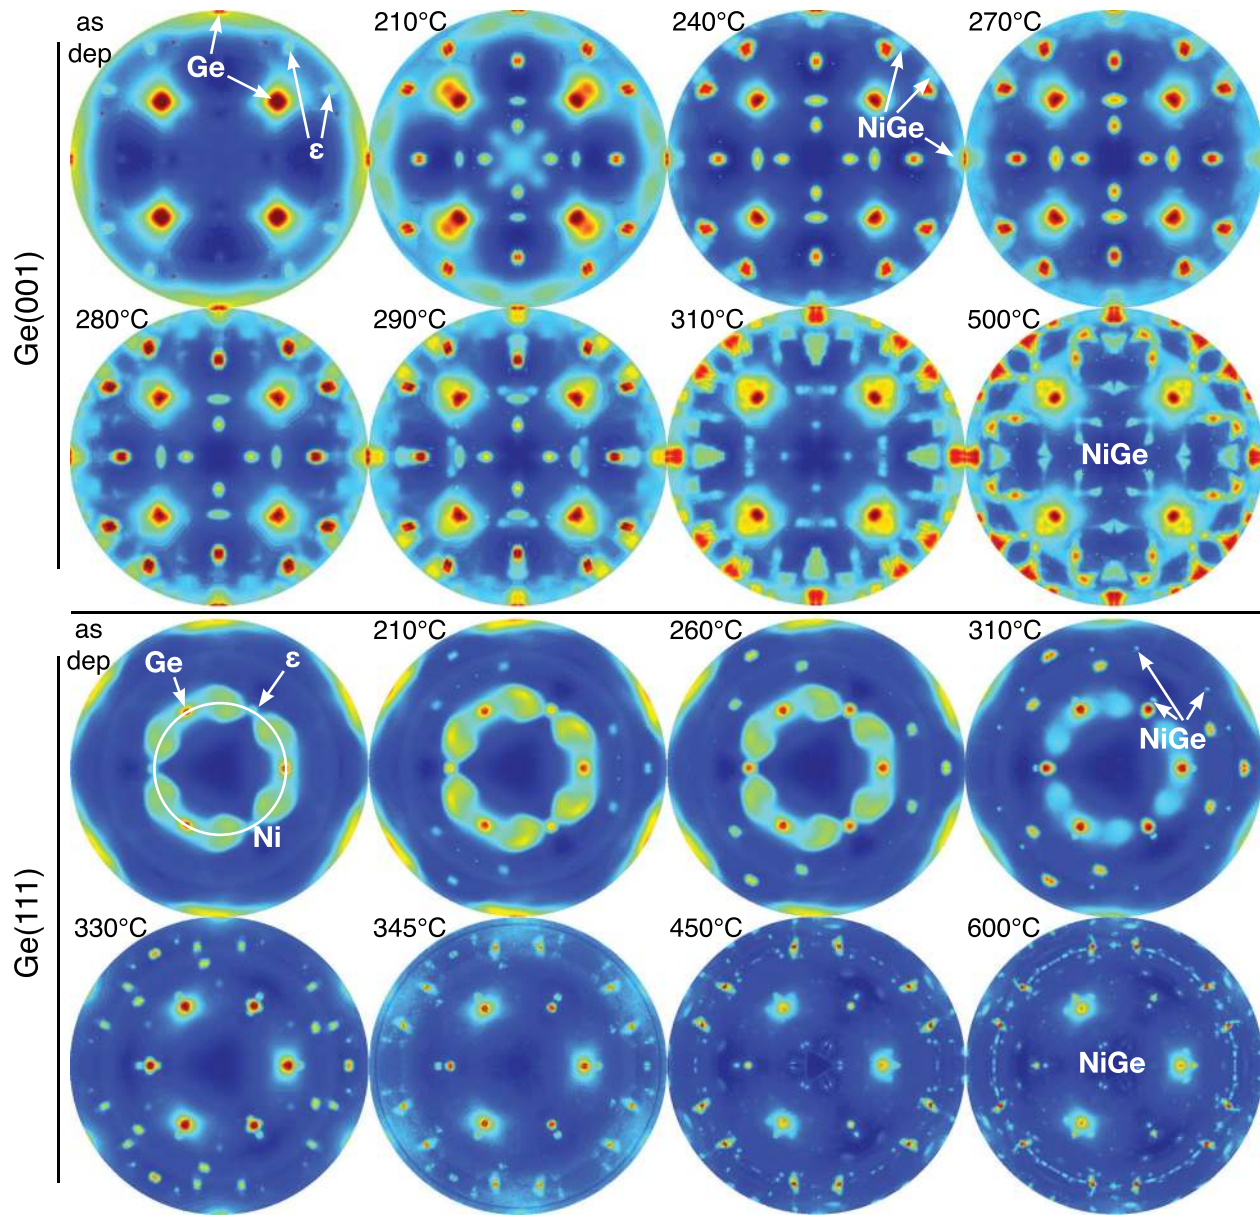 as
dep
210°C
240°C
270°C
Ge
ε
NiGe
Ge(001)
280°C
290°C
310°C
500°C
NiGe
as
dep
210°C
260°C
310°C
Ge
ε
Ni
NiGe
Ge(111)
330°C
345°C
450°C
600°C
NiGe